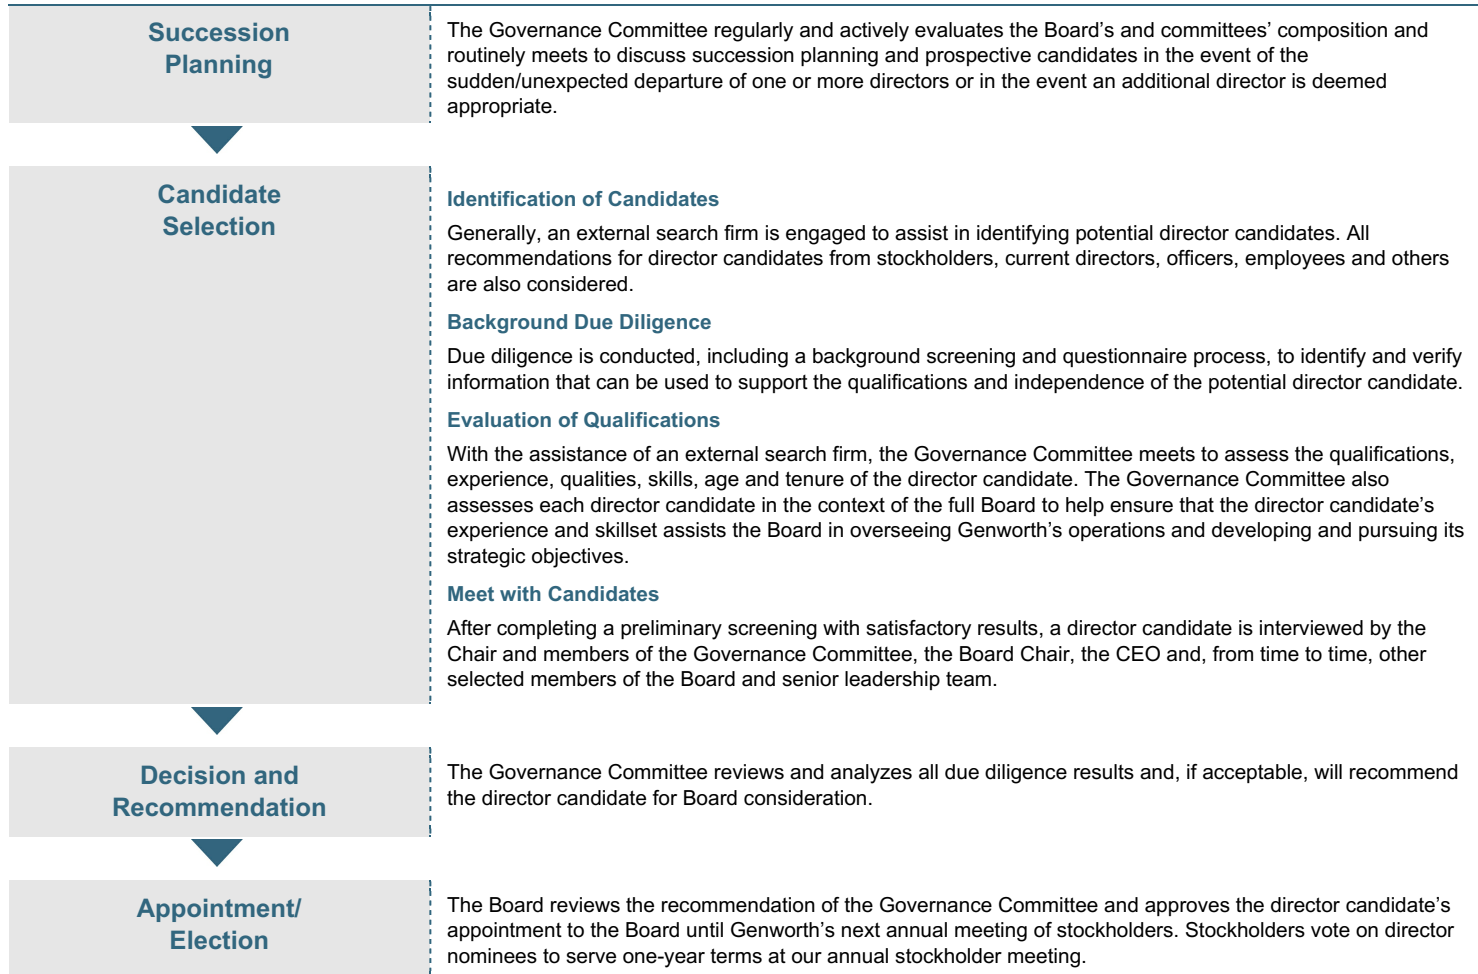 Succession
Planning
The Governance Committee regularly and actively evaluates the Board’s and committees’ composition and
routinely meets to discuss succession planning and prospective candidates in the event of the
sudden/unexpected departure of one or more directors or in the event an additional director is deemed
appropriate.
Candidate
Selection
Identification of Candidates
Generally, an external search firm is engaged to assist in identifying potential director candidates. All
recommendations for director candidates from stockholders, current directors, officers, employees and others
are also considered.
Background Due Diligence
Due diligence is conducted, including a background screening and questionnaire process, to identify and verify
information that can be used to support the qualifications and independence of the potential director candidate.
Evaluation of Qualifications
With the assistance of an external search firm, the Governance Committee meets to assess the qualifications,
experience, qualities, skills, age and tenure of the director candidate. The Governance Committee also
assesses each director candidate in the context of the full Board to help ensure that the director candidate’s
experience and skillset assists the Board in overseeing Genworth’s operations and developing and pursuing its
strategic objectives.
Meet with Candidates
After completing a preliminary screening with satisfactory results, a director candidate is interviewed by the
Chair and members of the Governance Committee, the Board Chair, the CEO and, from time to time, other
selected members of the Board and senior leadership team.
Decision and
Recommendation
The Governance Committee reviews and analyzes all due diligence results and, if acceptable, will recommend
the director candidate for Board consideration.
Appointment/
Election
The Board reviews the recommendation of the Governance Committee and approves the director candidate’s
appointment to the Board until Genworth’s next annual meeting of stockholders. Stockholders vote on director
nominees to serve one-year terms at our annual stockholder meeting.